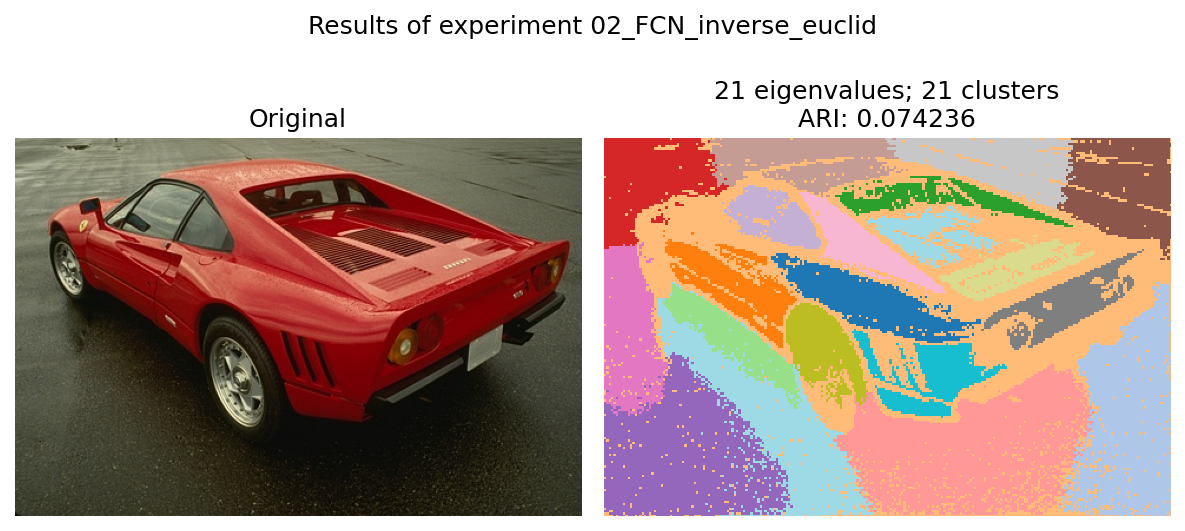 Results of experiment 02_FCN_inverse_euclid
Original
21 eigenvalues; 21 clusters
ARI: 0.074236